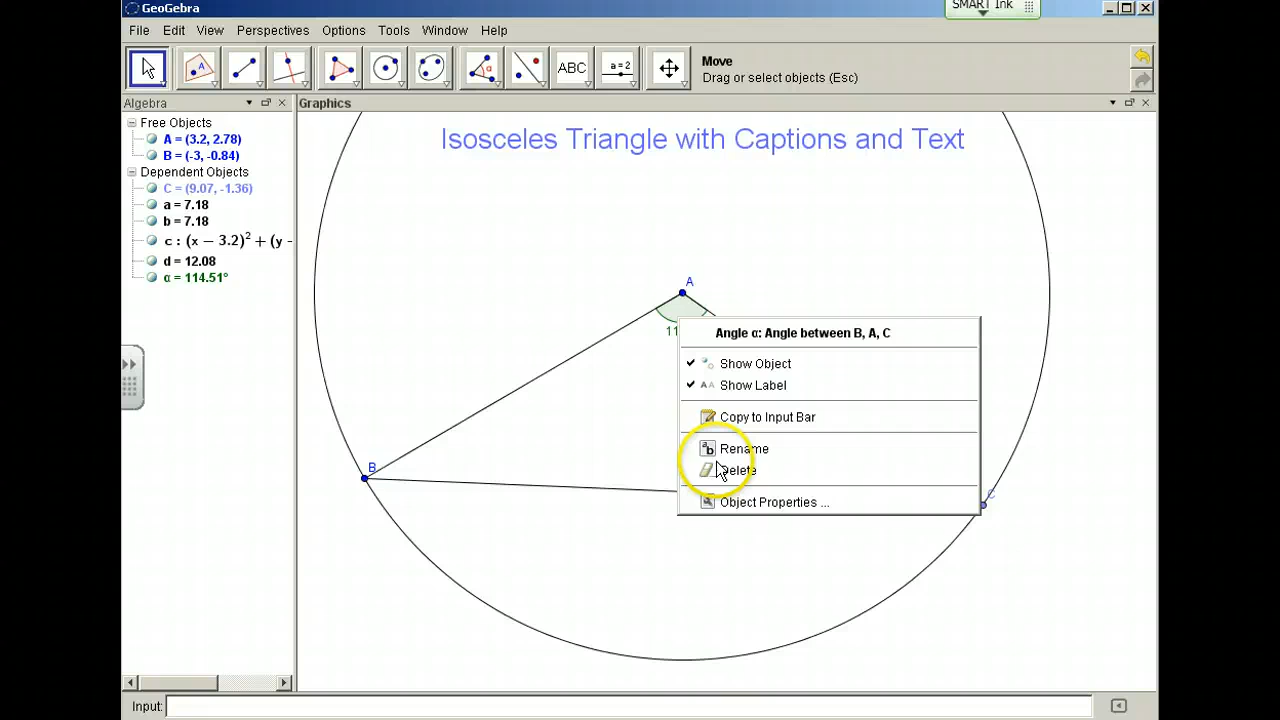 GeoGebra
SMART Ink
File Edit View Perspectives Options Tools Window Help
A
ABC
a = 2
Move
Drag or select objects (Esc)
Algebra
Graphics
Free Objects
A = (3.2, 2.78)
B = (-3, -0.84)
Dependent Objects
C = (9.07, -1.36)
a = 7.18
b = 7.18
c : (x − 3.2)² + (y −
d = 12.08
α = 114.51°
Isosceles Triangle with Captions and Text
A
11
Angle α: Angle between B, A, C
Show Object
Show Label
Copy to Input Bar
Rename
Delete
Object Properties ...
B
C
Input: